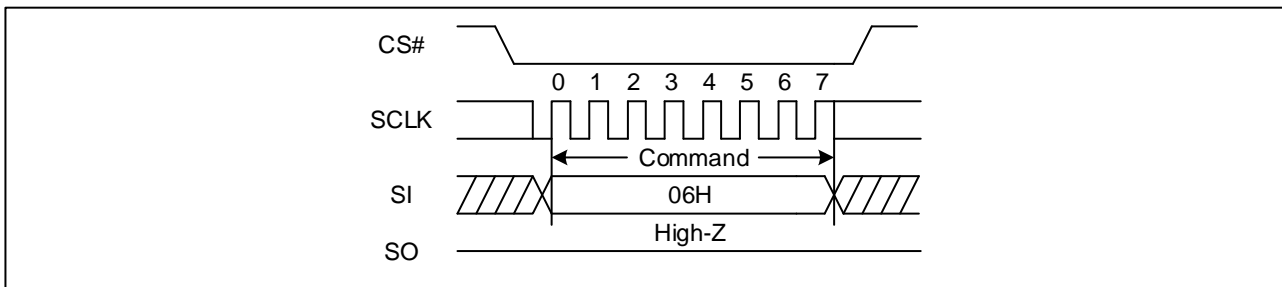 CS#
0 1 2 3 4 5 6 7
SCLK
Command
SI
06H
High-Z
SO